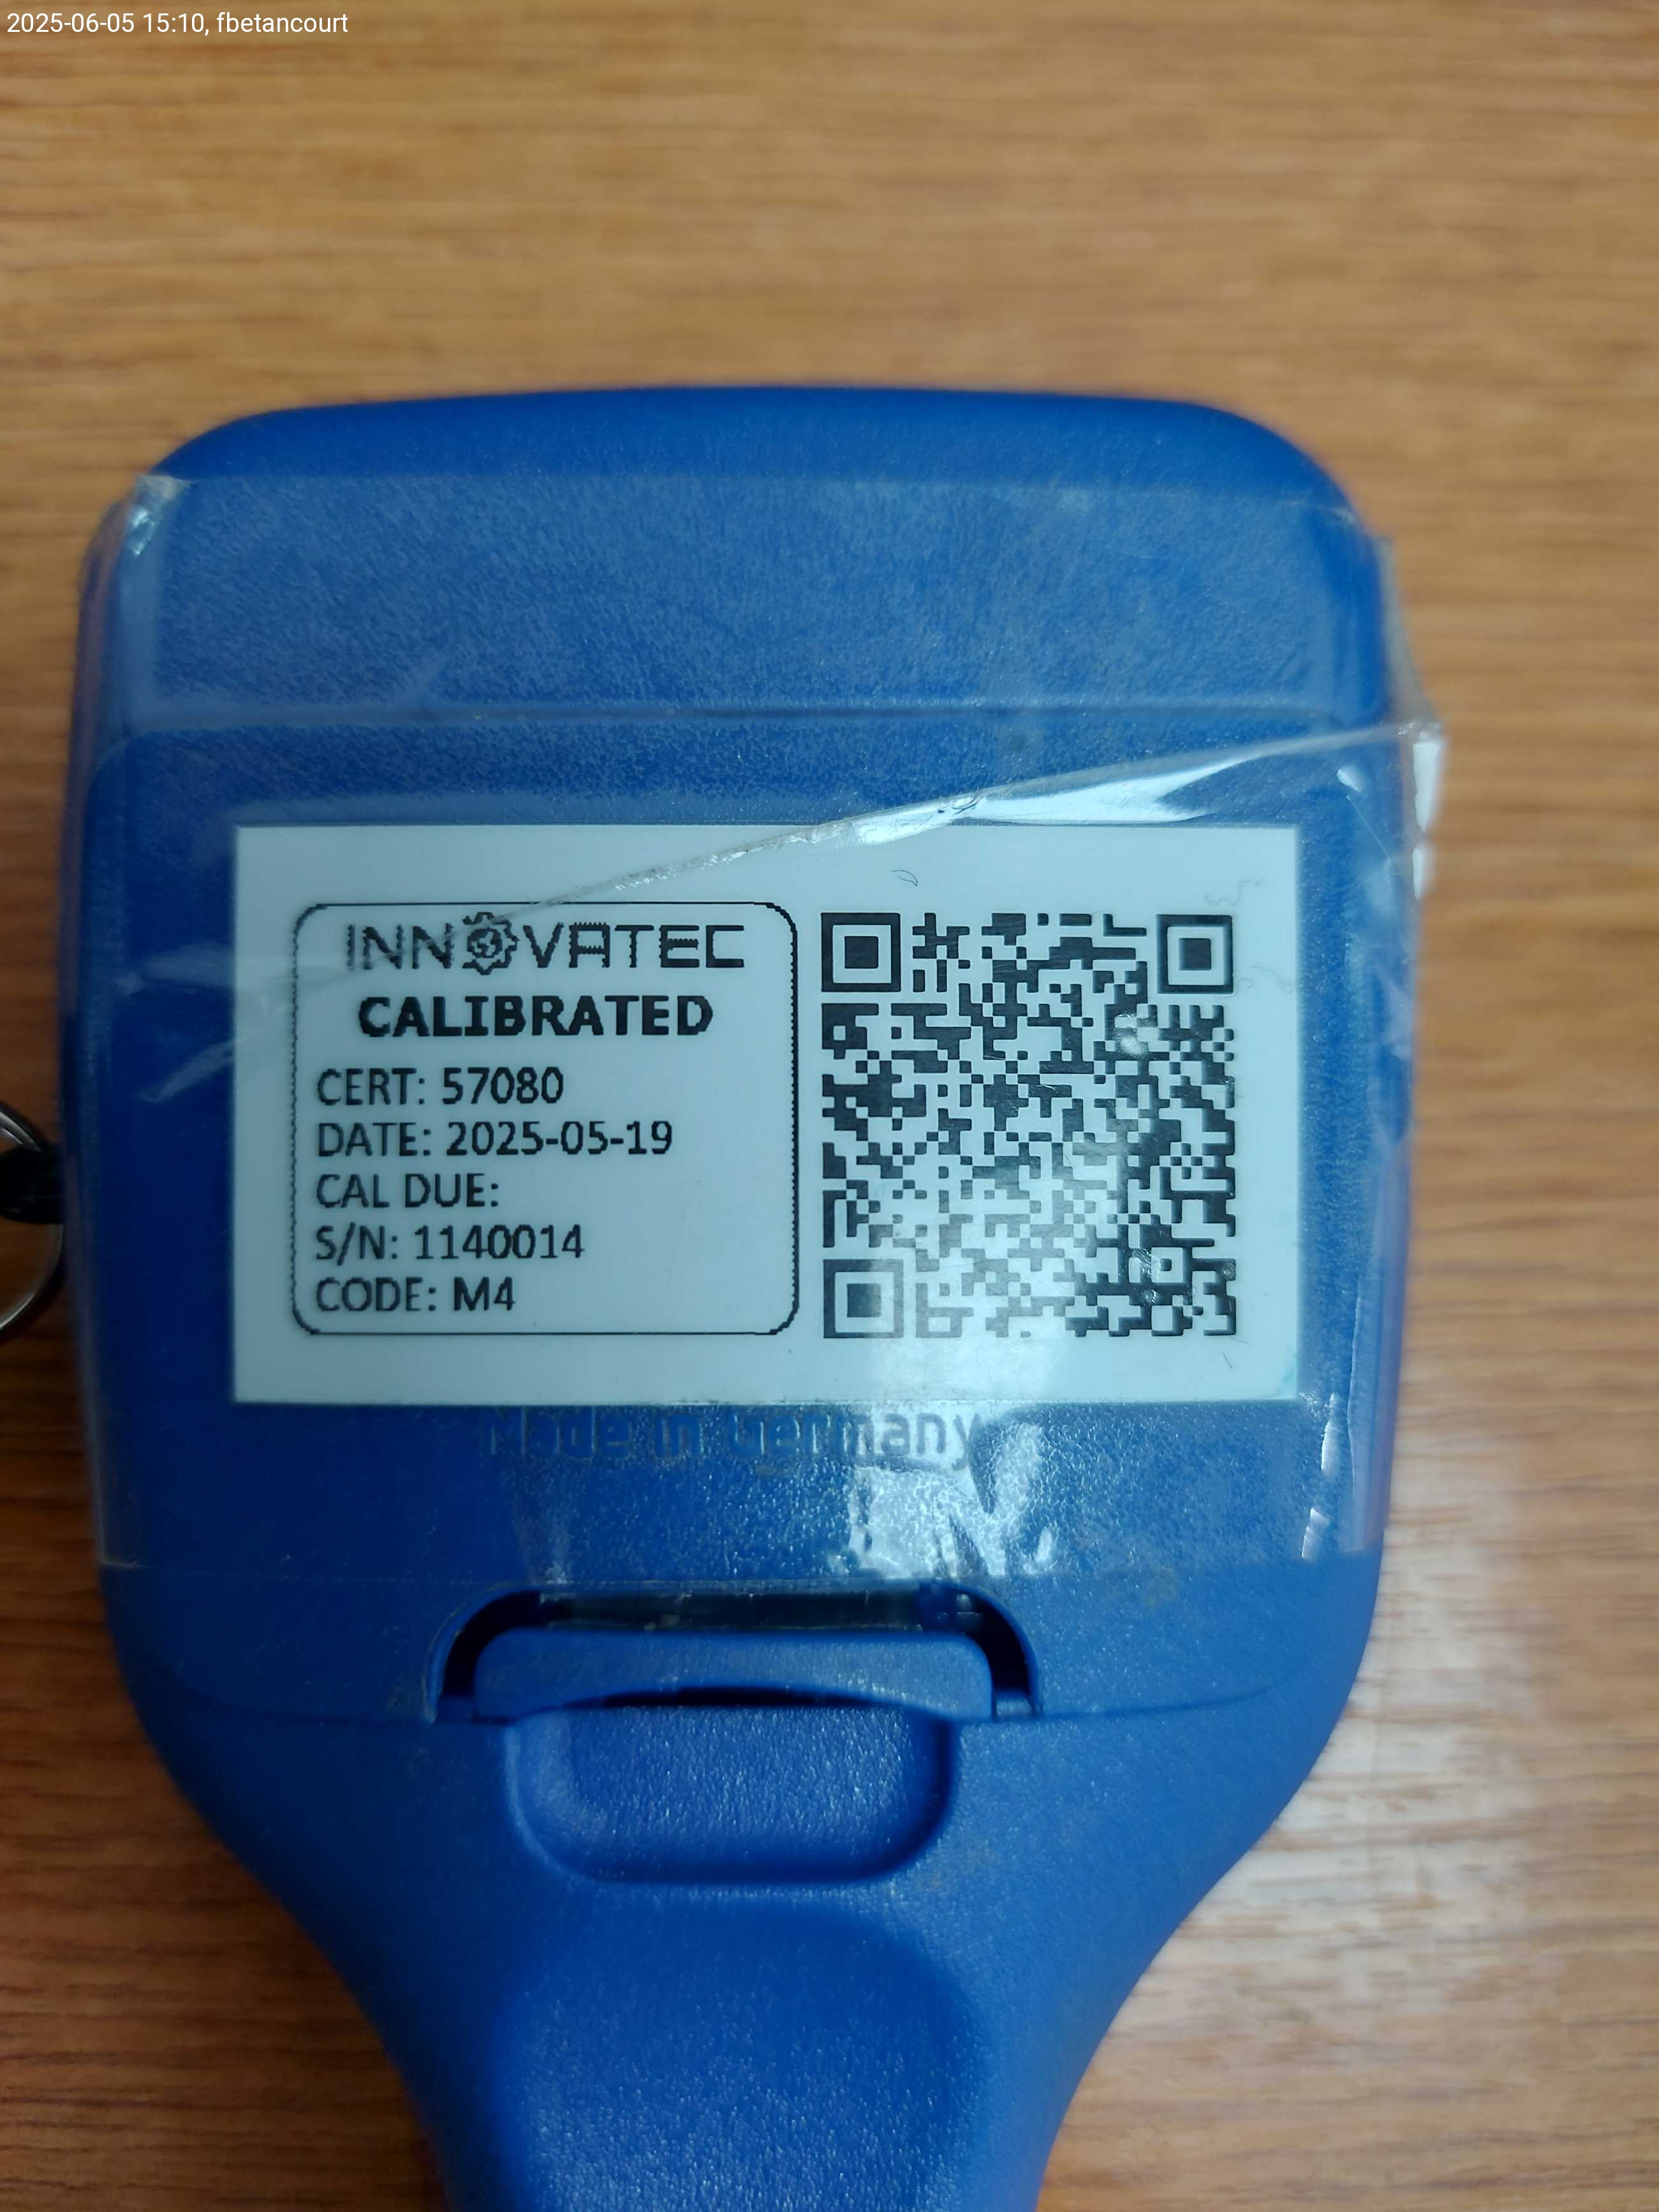 2025-06-05 15:10, fbetancourt
INNOVATEC
CALIBRATED
CERT: 57080
DATE: 2025-05-19
CAL DUE:
S/N: 1140014
CODE: M4
Made in Germany